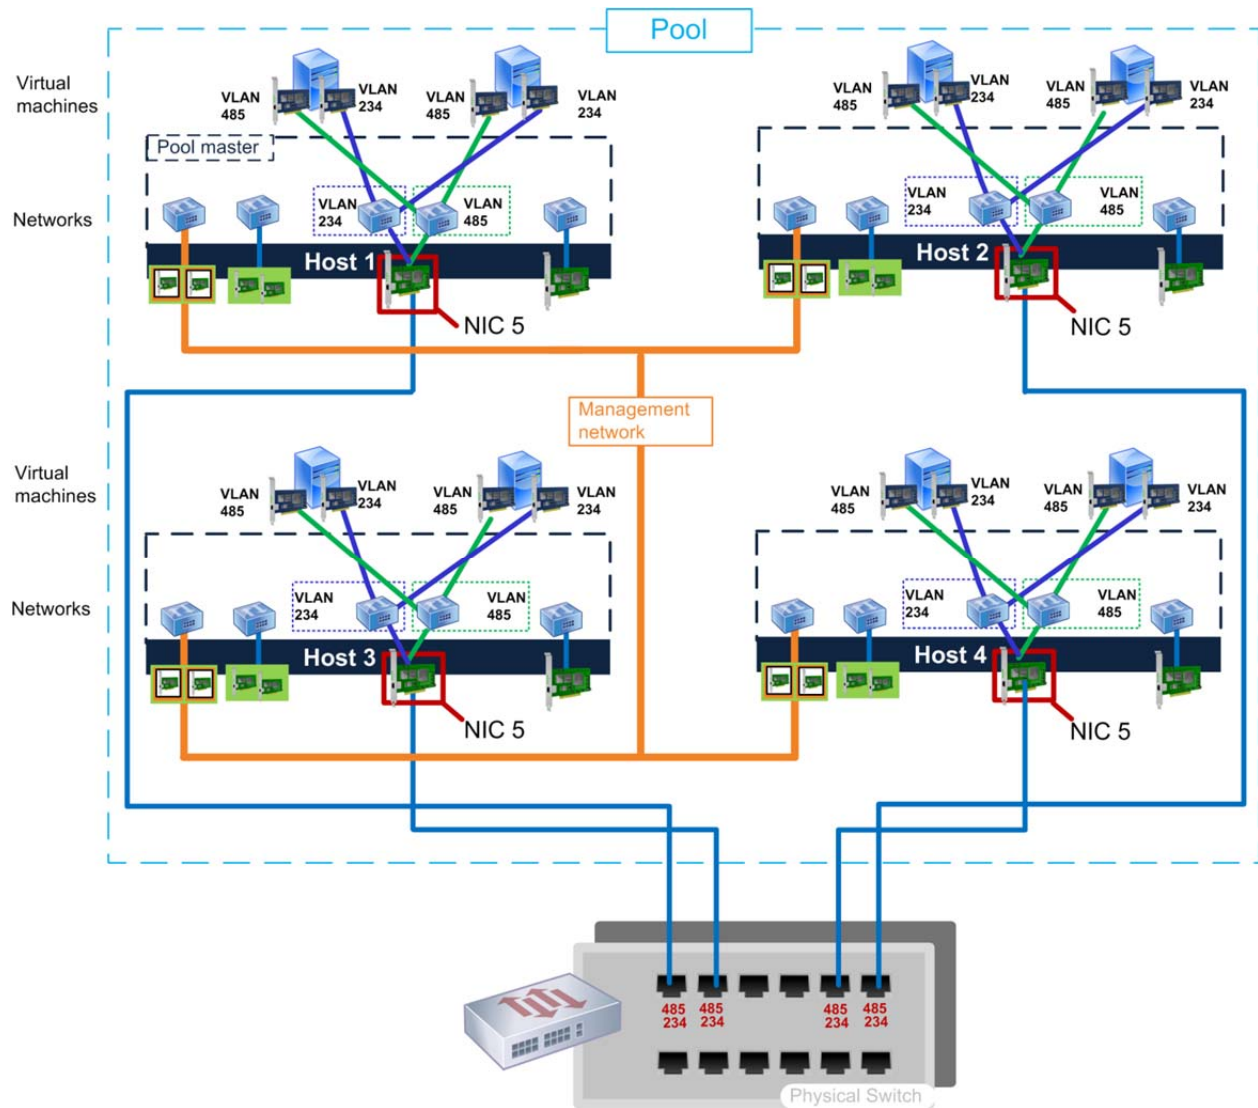 Pool
Virtual
machines
VLAN
485
VLAN
234
VLAN
485
VLAN
234
VLAN
485
VLAN
234
VLAN
485
VLAN
234
Pool master
Networks
VLAN
234
VLAN
485
VLAN
234
VLAN
485
Host 1
Host 2
NIC 5
NIC 5
Management
network
Virtual
machines
VLAN
485
VLAN
234
VLAN
485
VLAN
234
VLAN
485
VLAN
234
VLAN
485
VLAN
234
Networks
VLAN
234
VLAN
485
VLAN
234
VLAN
485
Host 3
Host 4
NIC 5
NIC 5
485
234
485
234
485
234
485
234
Physical Switch